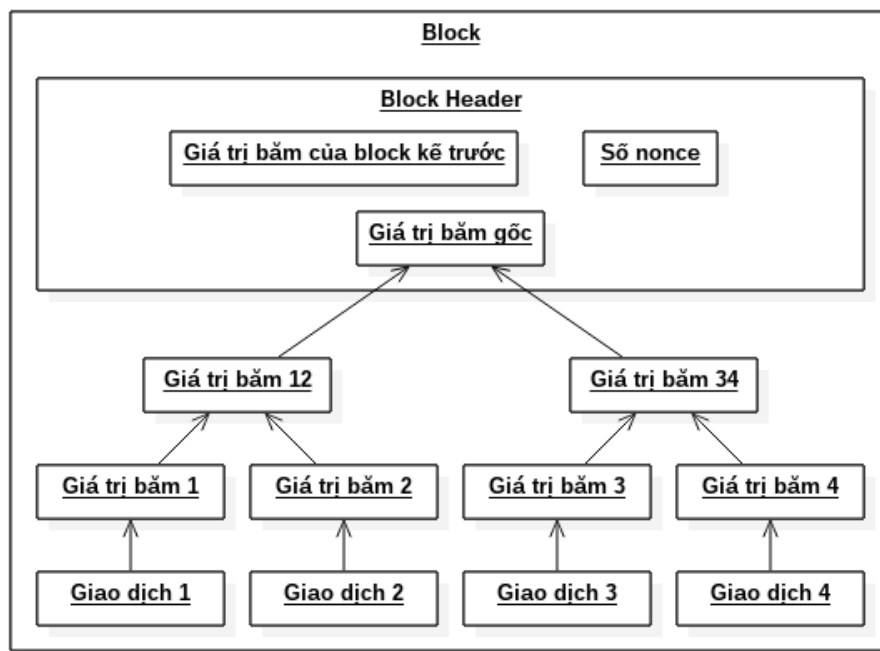 Block
Block Header
Giá trị băm của block kế trước
Số nonce
Giá trị băm gốc
Giá trị băm 12
Giá trị băm 34
Giá trị băm 1
Giá trị băm 2
Giá trị băm 3
Giá trị băm 4
Giao dịch 1
Giao dịch 2
Giao dịch 3
Giao dịch 4